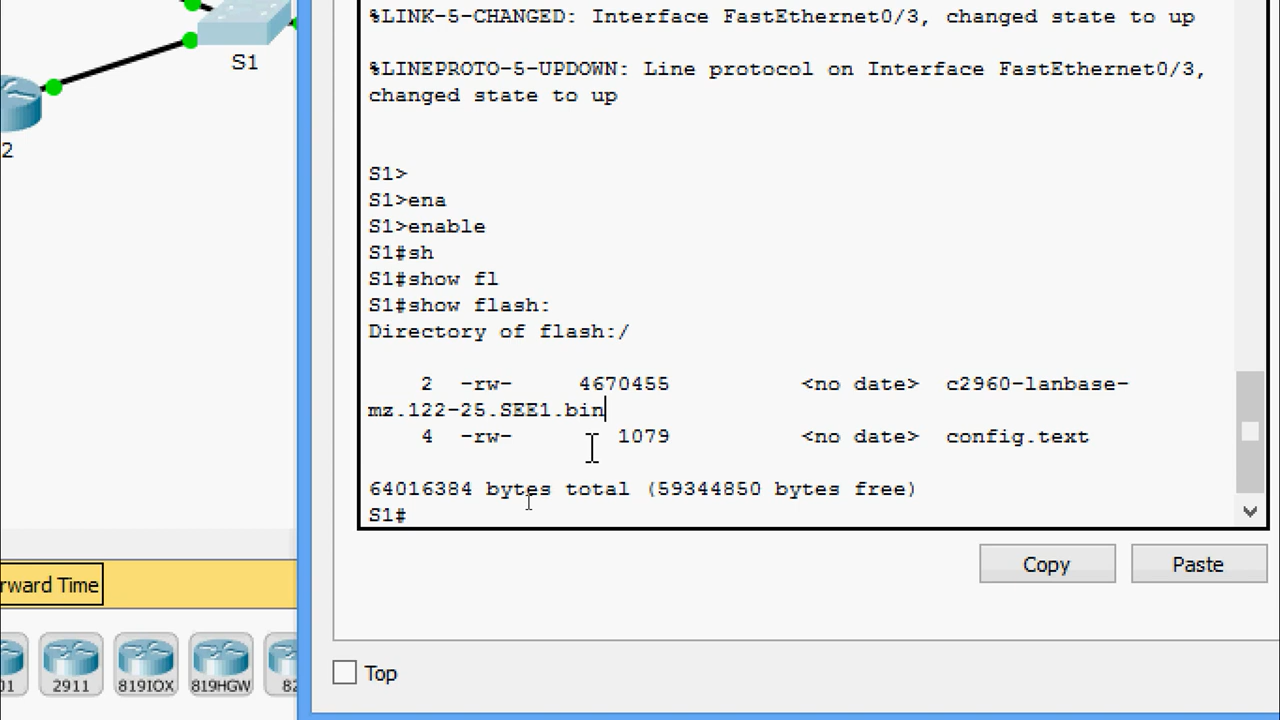 %LINK-5-CHANGED: Interface FastEthernet0/3, changed state to up
%LINEPROTO-5-UPDOWN: Line protocol on Interface FastEthernet0/3,
changed state to up
S1
2
S1>
S1>ena
S1>enable
S1#sh
S1#show fl
S1#show flash:
Directory of flash:/
2 -rw- 4670455 <no date> c2960-lanbase-
mz.122-25.SEE1.bin
4 -rw- 1079 <no date> config.text
64016384 bytes total (59344850 bytes free)
S1#
Copy Paste
rward Time
01 2911 819IOX 819HGW 82
Top